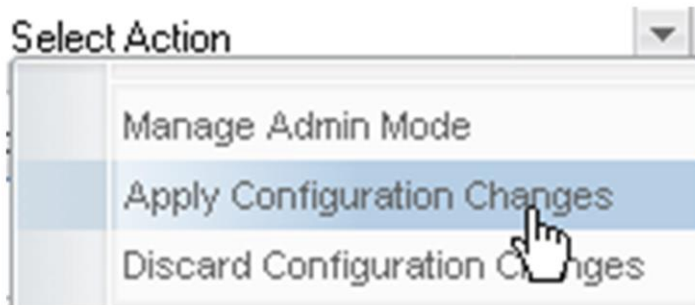 Select Action
Manage Admin Mode
Apply Configuration Changes
Discard Configuration Changes